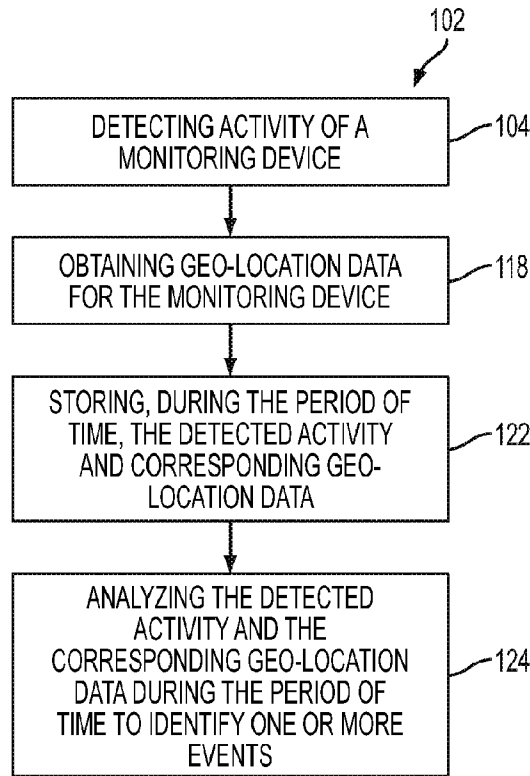 102
DETECTING ACTIVITY OF A
MONITORING DEVICE
104
OBTAINING GEO-LOCATION DATA
FOR THE MONITORING DEVICE
118
STORING, DURING THE PERIOD OF
TIME, THE DETECTED ACTIVITY
AND CORRESPONDING GEO-
LOCATION DATA
122
ANALYZING THE DETECTED
ACTIVITY AND THE
CORRESPONDING GEO-LOCATION
DATA DURING THE PERIOD OF
TIME TO IDENTIFY ONE OR MORE
EVENTS
124